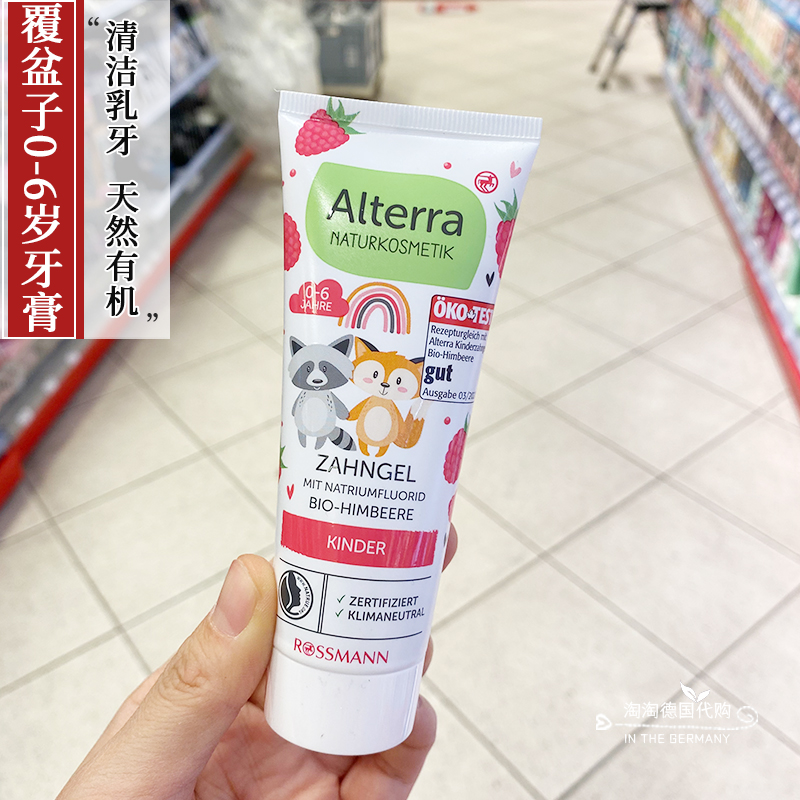 覆盆子0-6岁牙膏
“清洁乳牙 天然有机”
Alterra
NATURKOSMETIK
0-6
JAHRE
ÖKO TEST
Rezepturgleich mit
Alterra Kinderzahngel
Bio-Himbeere
gut
Ausgabe 03/20
ZAHNGEL
MIT NATRIUMFLUORID
BIO-HIMBEERE
KINDER
✓ ZERTIFIZIERT
✓ KLIMANEUTRAL
ROSSMANN
淘淘德国代购
IN THE GERMANY